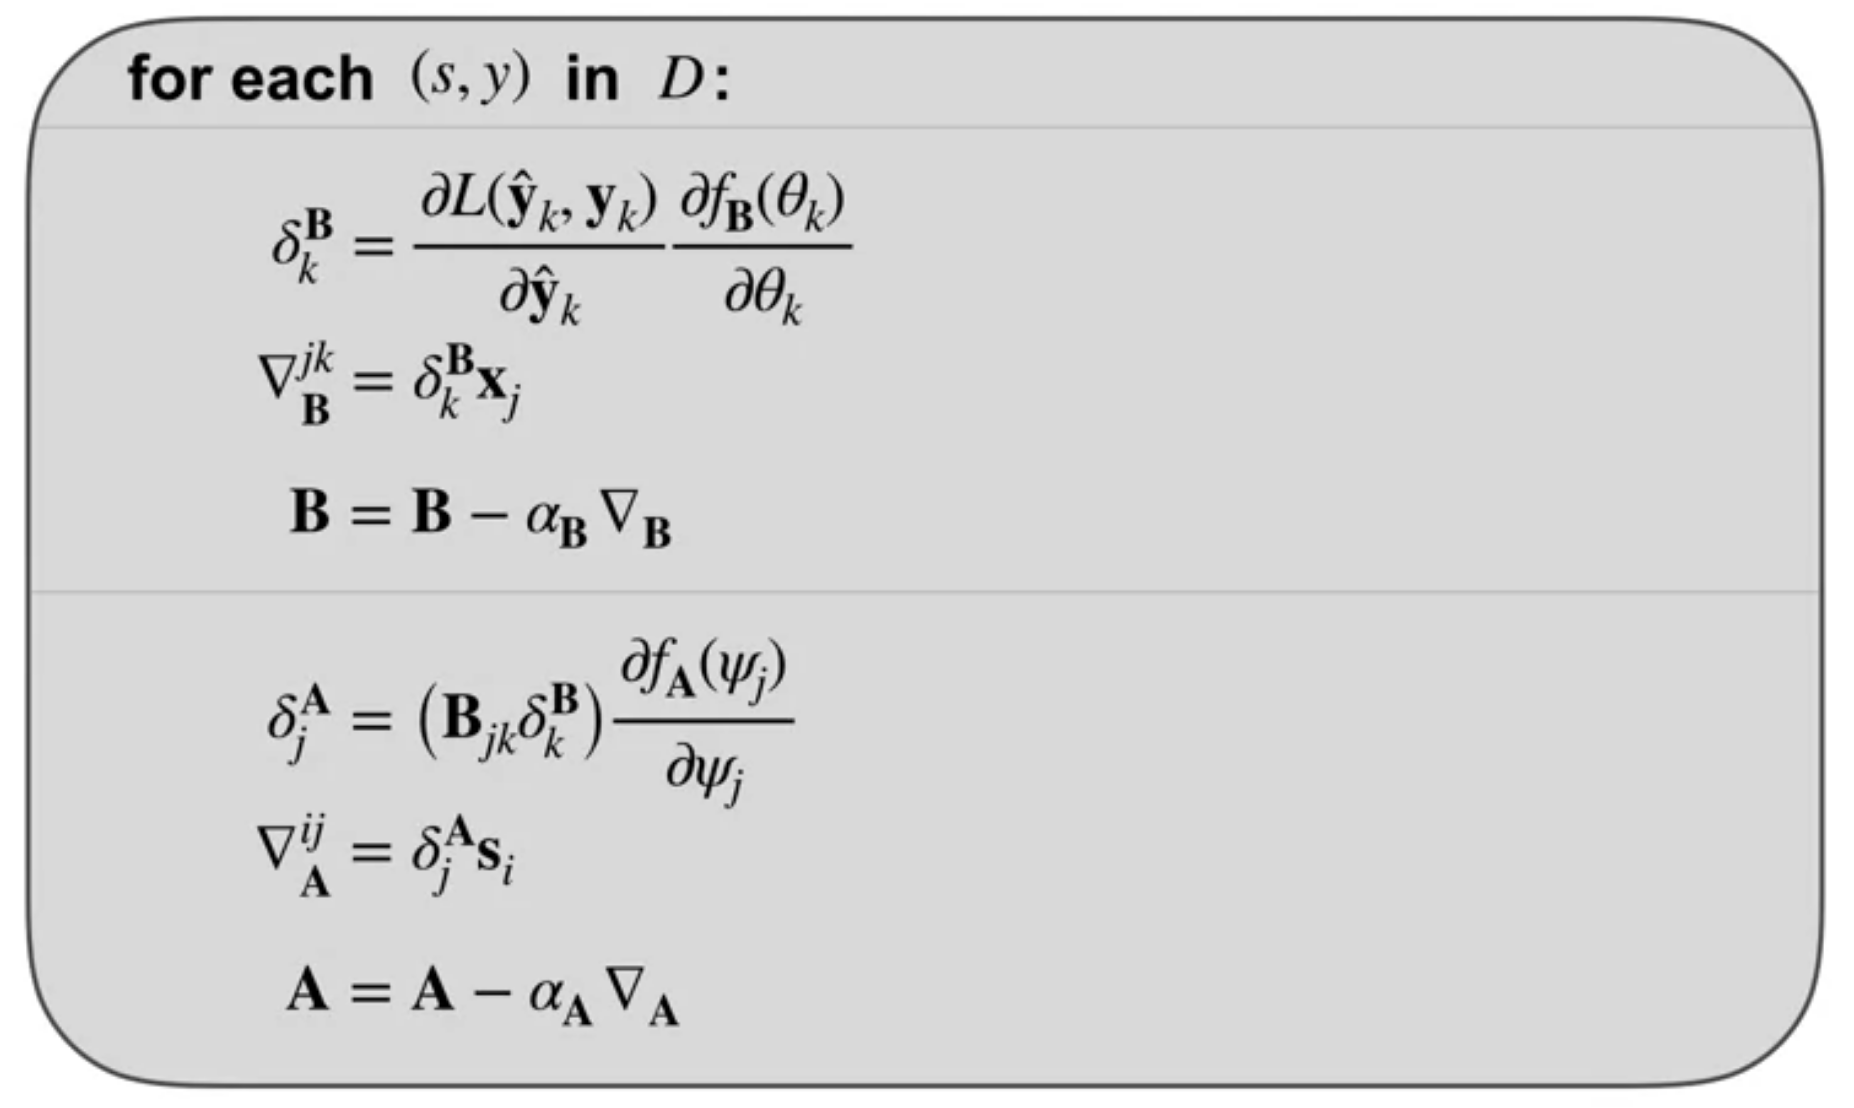 for each (s, y) in D:
δ_k^𝐁 = ∂L(𝐲̂_k, 𝐲_k)/∂𝐲̂_k ∂f_𝐁(θ_k)/∂θ_k
∇_𝐁^{jk} = δ_k^𝐁 𝐱_j
𝐁 = 𝐁 − α_𝐁 ∇_𝐁
δ_j^𝐀 = (𝐁_{jk} δ_k^𝐁) ∂f_𝐀(ψ_j)/∂ψ_j
∇_𝐀^{ij} = δ_j^𝐀 𝐬_i
𝐀 = 𝐀 − α_𝐀 ∇_𝐀